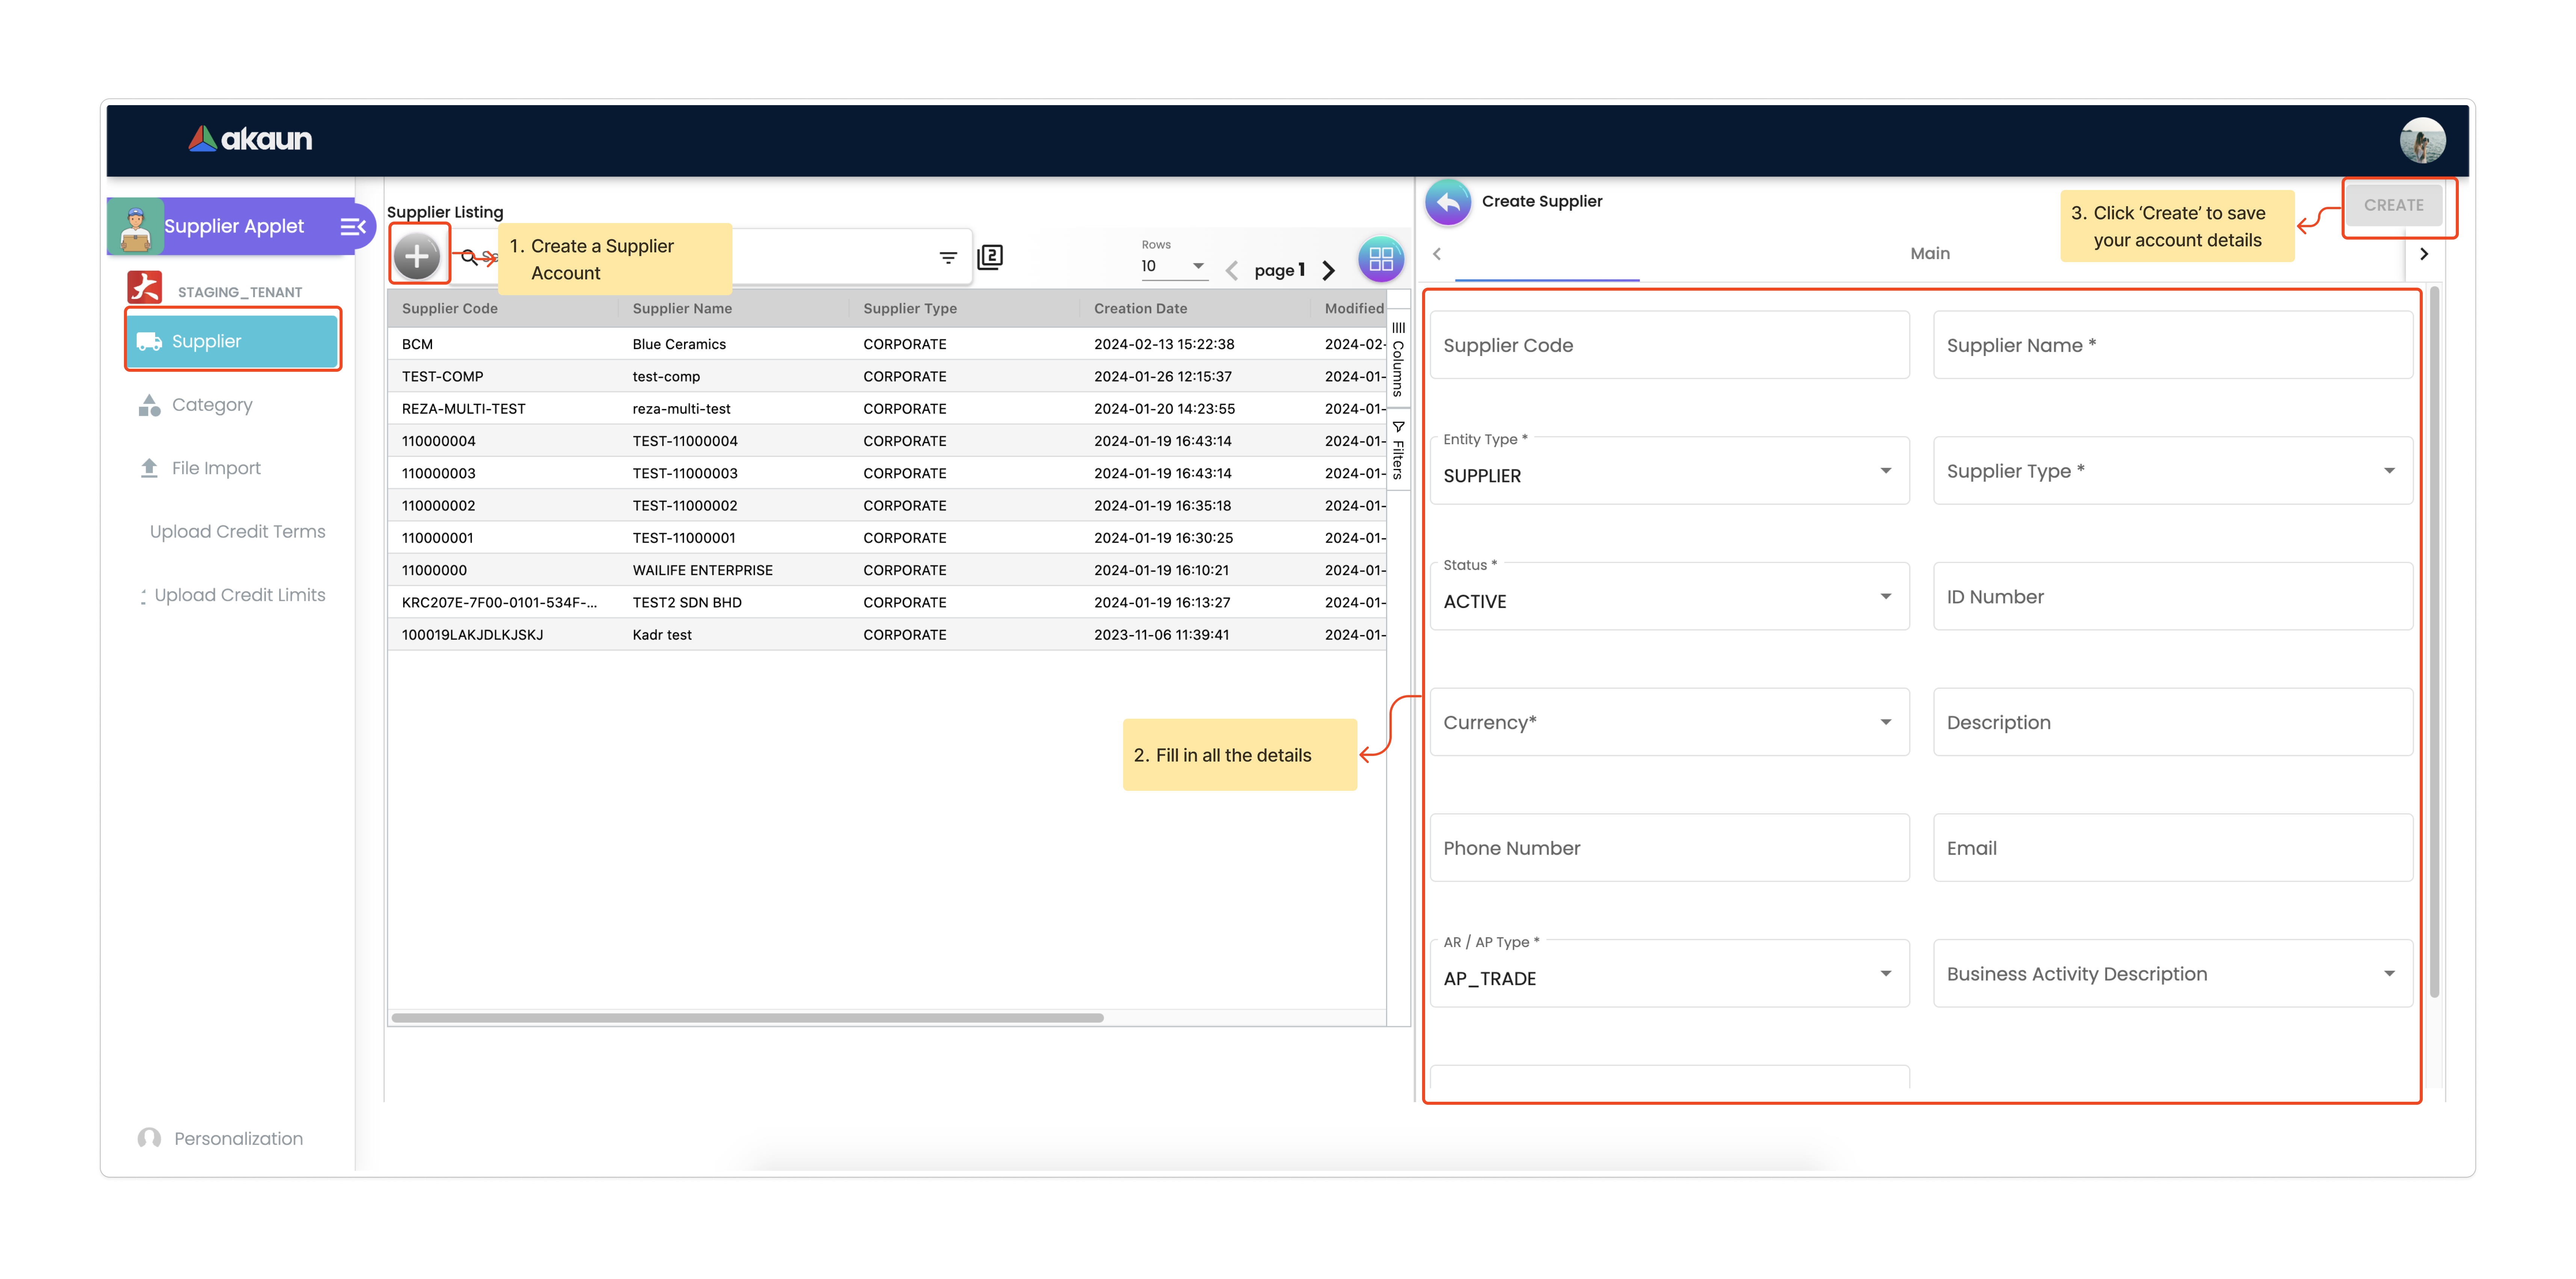 akaun
Supplier Applet
STAGING_TENANT
Supplier
Category
File Import
Upload Credit Terms
Upload Credit Limits
Personalization
Supplier Listing
1. Create a Supplier
Account
Rows
10
page 1
Supplier Code Supplier Name Supplier Type Creation Date Modified
BCM Blue Ceramics CORPORATE 2024-02-13 15:22:38 2024-02-
TEST-COMP test-comp CORPORATE 2024-01-26 12:15:37 2024-01-
REZA-MULTI-TEST reza-multi-test CORPORATE 2024-01-20 14:23:55 2024-01-
110000004 TEST-11000004 CORPORATE 2024-01-19 16:43:14 2024-01-
110000003 TEST-11000003 CORPORATE 2024-01-19 16:43:14 2024-01-
110000002 TEST-11000002 CORPORATE 2024-01-19 16:35:18 2024-01-
110000001 TEST-11000001 CORPORATE 2024-01-19 16:30:25 2024-01-
11000000 WAILIFE ENTERPRISE CORPORATE 2024-01-19 16:10:21 2024-01-
KRC207E-7F00-0101-534F-... TEST2 SDN BHD CORPORATE 2024-01-19 16:13:27 2024-01-
100019LAKJDLKJSKJ Kadr test CORPORATE 2023-11-06 11:39:41 2024-01-
Columns
Filters
2. Fill in all the details
Create Supplier
3. Click ‘Create’ to save
your account details
CREATE
Main
Supplier Code
Supplier Name *
Entity Type *
SUPPLIER
Supplier Type *
Status *
ACTIVE
ID Number
Currency*
Description
Phone Number
Email
AR / AP Type *
AP_TRADE
Business Activity Description